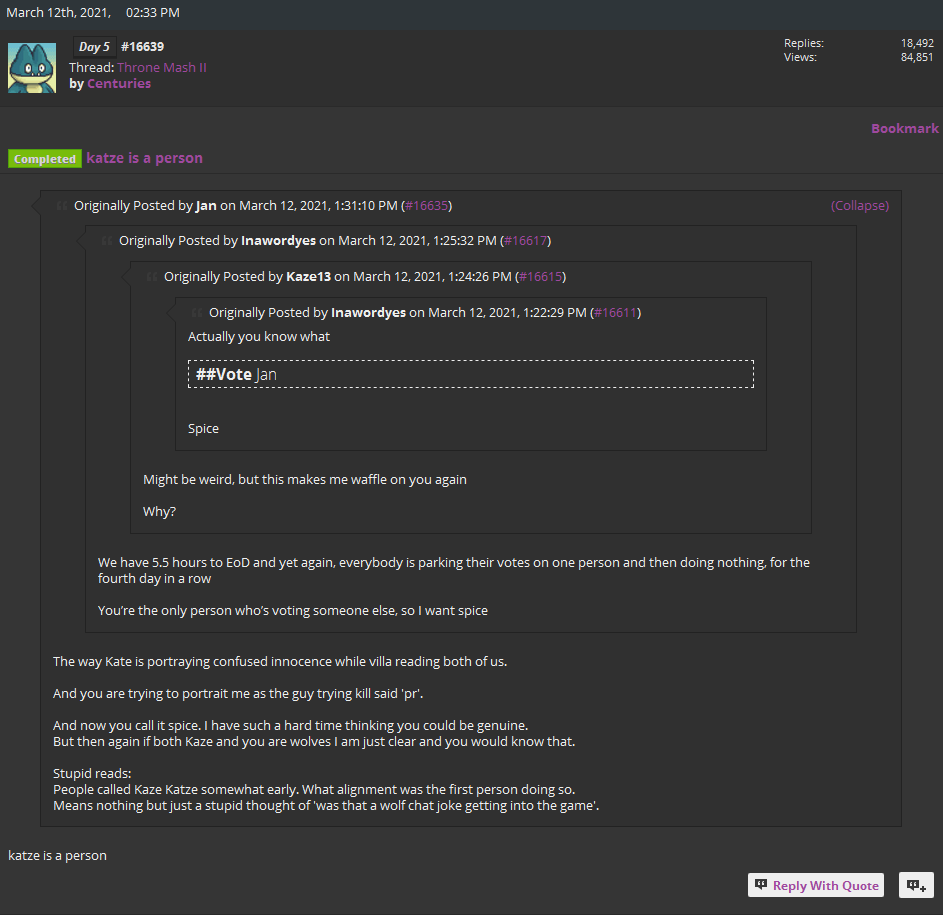 March 12th, 2021, 02:33 PM
Day 5 #16639
Thread: Throne Mash II
by Centuries
Replies: 18,492
Views: 84,851
Bookmark
Completed katze is a person
Originally Posted by Jan on March 12, 2021, 1:31:10 PM (#16635) (Collapse)
Originally Posted by Inawordyes on March 12, 2021, 1:25:32 PM (#16617)
Originally Posted by Kaze13 on March 12, 2021, 1:24:26 PM (#16615)
Originally Posted by Inawordyes on March 12, 2021, 1:22:29 PM (#16611)
Actually you know what
##Vote Jan
Spice
Might be weird, but this makes me waffle on you again
Why?
We have 5.5 hours to EoD and yet again, everybody is parking their votes on one person and then doing nothing, for the
fourth day in a row
You're the only person who's voting someone else, so I want spice
The way Kate is portraying confused innocence while villa reading both of us.
And you are trying to portrait me as the guy trying kill said 'pr'.
And now you call it spice. I have such a hard time thinking you could be genuine.
But then again if both Kaze and you are wolves I am just clear and you would know that.
Stupid reads:
People called Kaze Katze somewhat early. What alignment was the first person doing so.
Means nothing but just a stupid thought of 'was that a wolf chat joke getting into the game'.
katze is a person
Reply With Quote